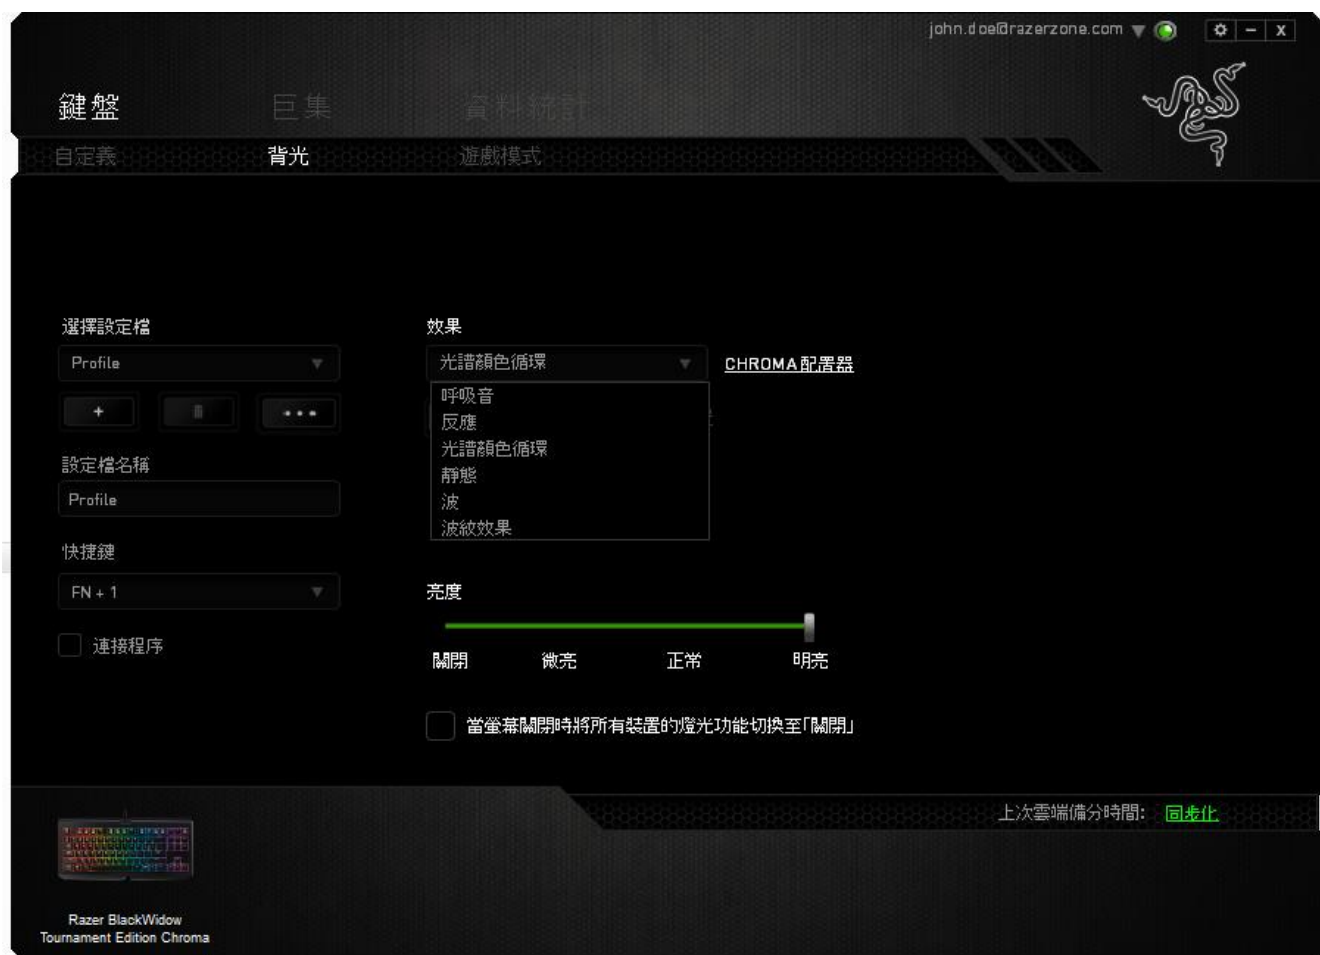 john.doe@razerzone.com
鍵盤 巨集 資料統計
自定義 背光 遊戲模式
選擇設定檔
Profile
設定檔名稱
Profile
快捷鍵
FN + 1
連接程序
效果
光譜顏色循環
CHROMA 配置器
呼吸音
反應
光譜顏色循環
靜態
波
波紋效果
亮度
關閉 微亮 正常 明亮
當螢幕關閉時將所有裝置的燈光功能切換至「關閉」
上次雲端備分時間: 同步化
Razer BlackWidow
Tournament Edition Chroma